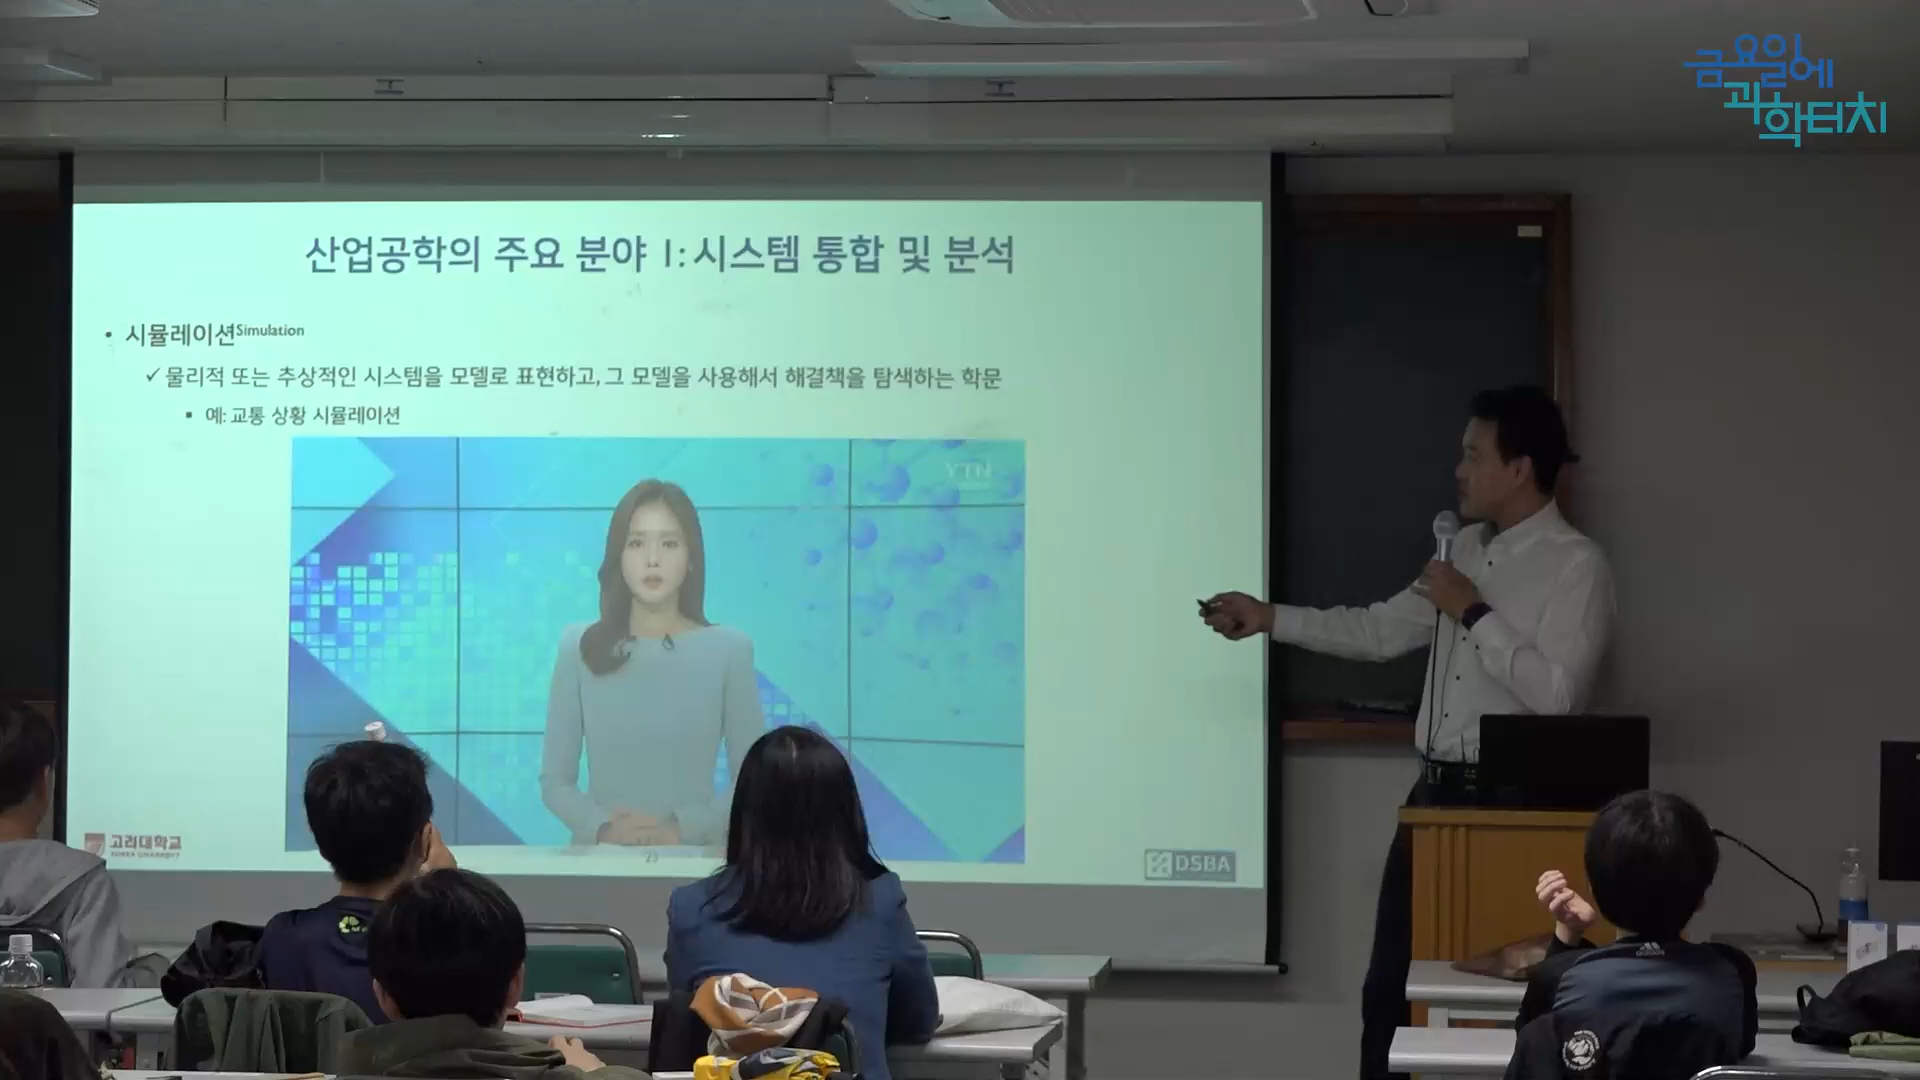 금요일에
과학터치
산업공학의 주요 분야 I: 시스템 통합 및 분석
• 시뮬레이션Simulation
✓ 물리적 또는 추상적인 시스템을 모델로 표현하고, 그 모델을 사용해서 해결책을 탐색하는 학문
▪ 예: 교통 상황 시뮬레이션
YTN
고려대학교
KOREA UNIVERSITY
23
DSBA
adidas